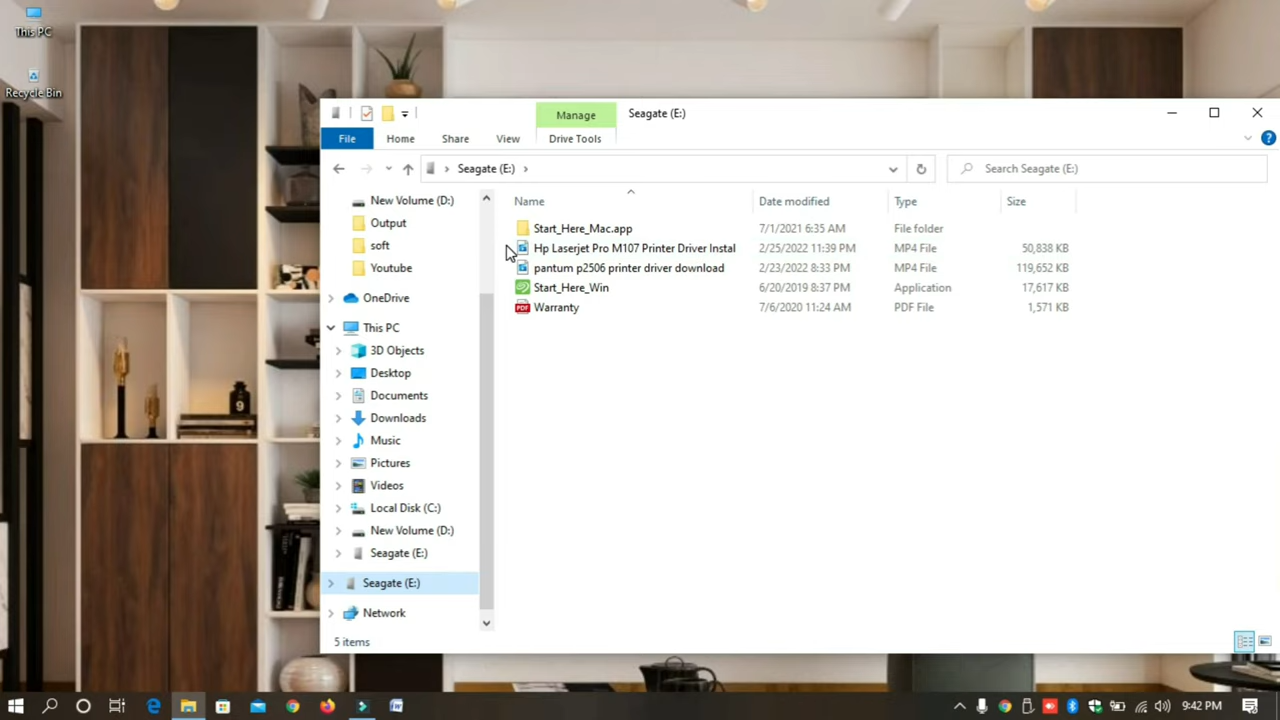 This PC
Recycle Bin
Manage
Seagate (E:)
File
Home
Share
View
Drive Tools
Seagate (E:)
Search Seagate (E:)
New Volume (D:)
Output
soft
Youtube
OneDrive
This PC
3D Objects
Desktop
Documents
Downloads
Music
Pictures
Videos
Local Disk (C:)
New Volume (D:)
Seagate (E:)
Seagate (E:)
Network
Name Date modified Type Size
Start_Here_Mac.app 7/1/2021 6:35 AM File folder
Hp Laserjet Pro M107 Printer Driver Instal 2/25/2022 11:39 PM MP4 File 50,838 KB
pantum p2506 printer driver download 2/23/2022 8:33 PM MP4 File 119,652 KB
Start_Here_Win 6/20/2019 8:37 PM Application 17,617 KB
Warranty 7/6/2020 11:24 AM PDF File 1,571 KB
5 items
9:42 PM